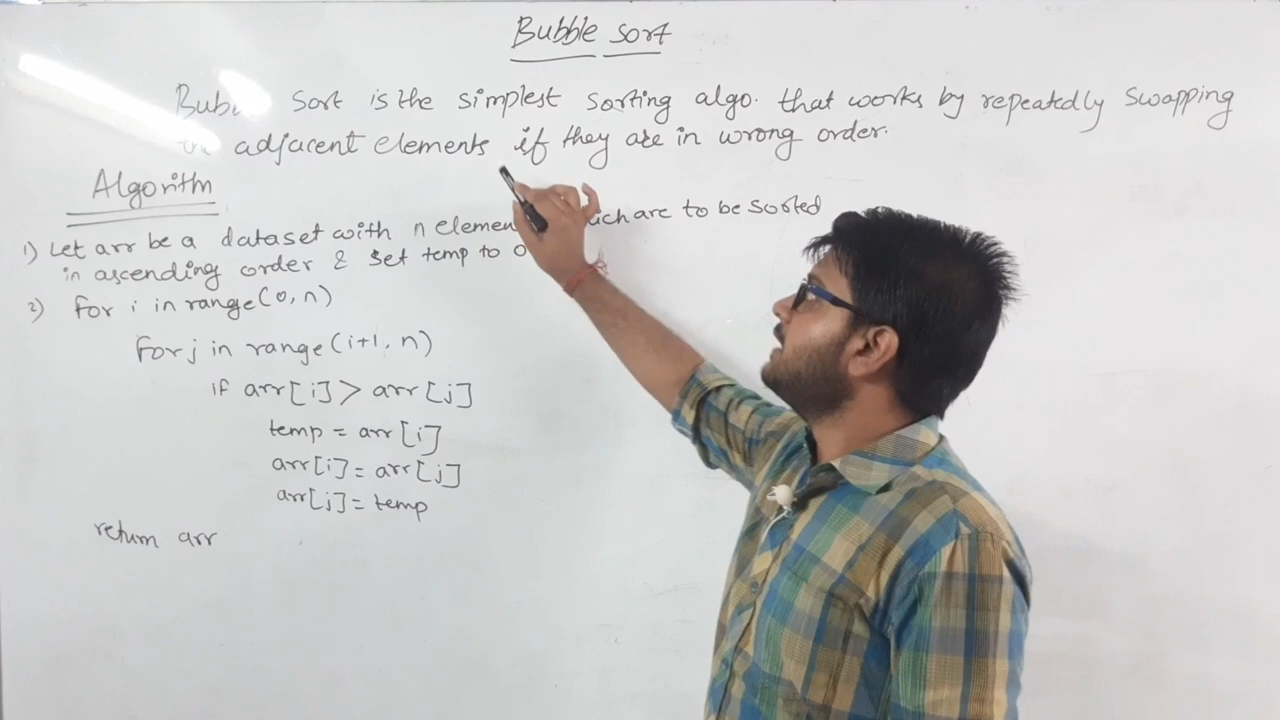 Bubble sort
Sort is the simplest sorting algo. that works by repeatedly swapping
adjacent elements if they are in wrong order.
Algorithm
1) Let arr be a dataset with n are to be sorted
in ascending order & set temp to 0
2) for i in range(0, n)
for j in range(i+1, n)
if arr[i] > arr[j]
temp = arr[i]
arr[i] = arr[j]
arr[j] = temp
return arr